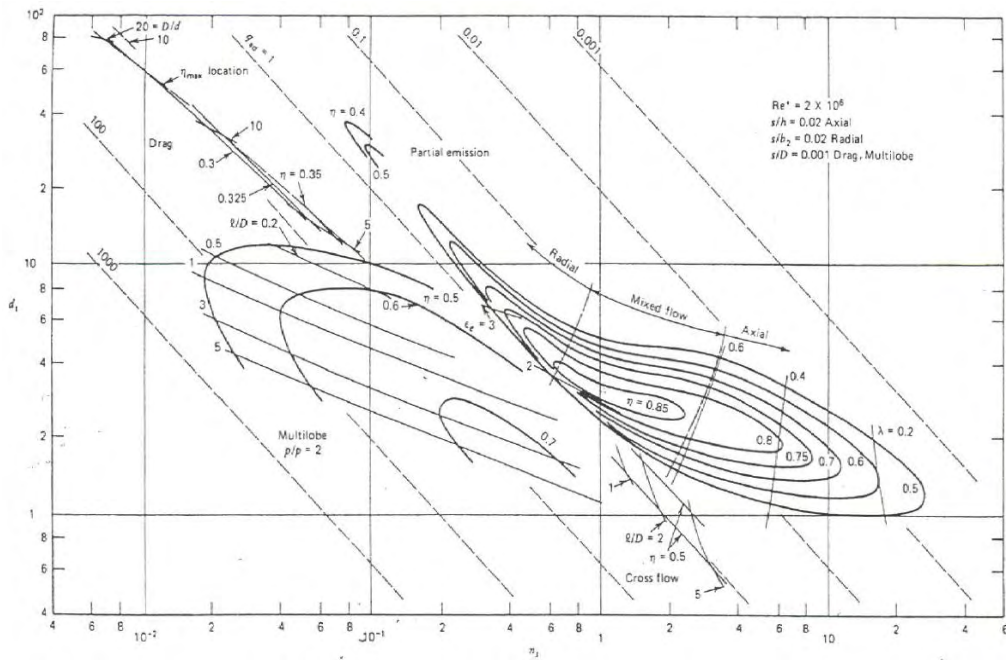 10²
8
6
4
2
10
8
6
4
2
1
8
6
4
d_s
20 = D/d
10
η_max location
Drag
10
0.3
0.325
η = 0.35
5
q_ad = 1
0.1
0.01
0.001
100
1000
η = 0.4
0.5
Partial emission
Re* = 2 X 10⁶
s/h = 0.02 Axial
s/b₂ = 0.02 Radial
s/D = 0.001 Drag, Multilobe
ℓ/D = 0.2
0.5
1
3
5
0.6
η = 0.5
0.7
Multilobe
p/p = 2
Radial
Mixed flow
Axial
= 3
2
0.6
0.4
λ = 0.2
η = 0.85
0.8
0.75
0.7
0.6
0.5
1
ℓ/D = 2
η = 0.5
Cross flow
5
4
6
8
10⁻²
2
4
6
8
10⁻¹
2
4
6
8
1
2
4
6
8
10
2
4
6
n_s